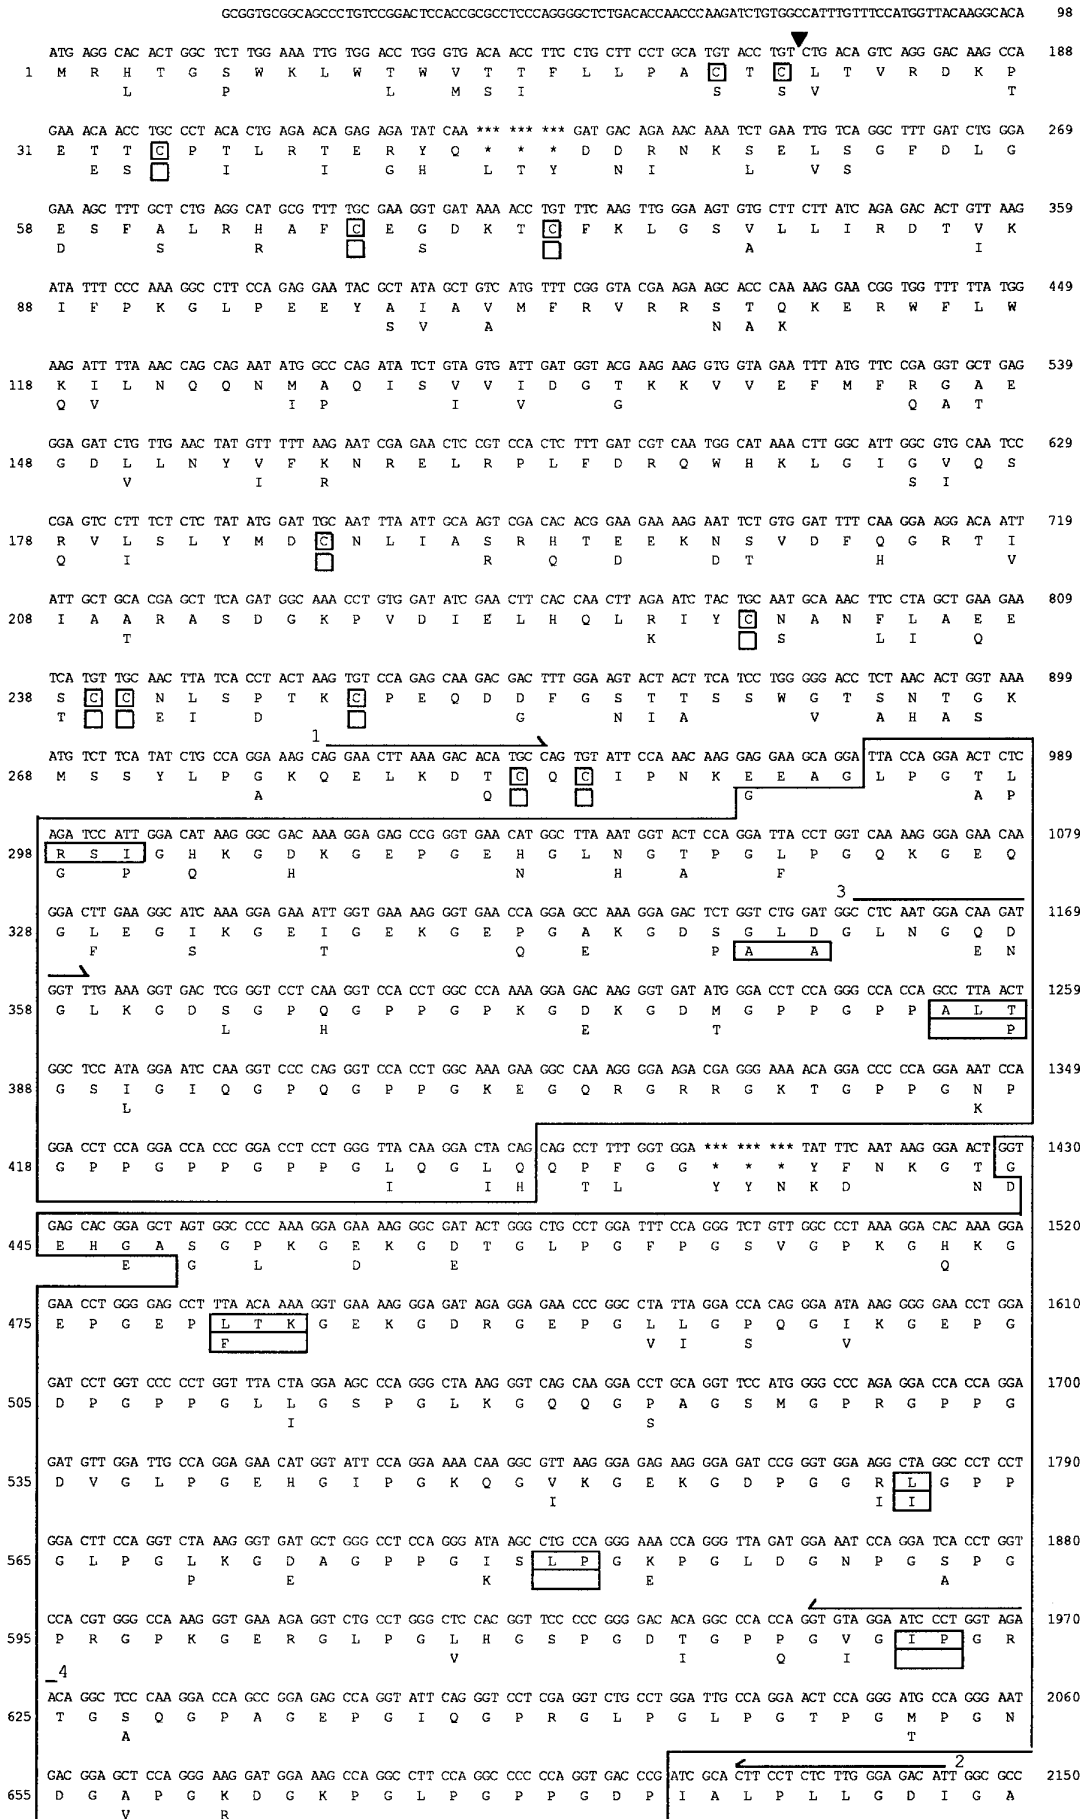 GCGGTGCGGCAGCCCTGTCCGGACTCCACCGCGCCTCCCAGGGGCTCTGACACCAACCCAAGATCTGTGGCCATTTGTTTCCATGGTTACAAGGCACA 98
ATG AGG CAC ACT GGC TCT TGG AAA TTG TGG ACC TGG GTG ACA ACC TTC CTG CTT CCT GCA TGT ACC TGT CTG ACA GTC AGG GAC AAG CCA 188
1 M R H T G S W K L W T W V T T F L L P A C T C L T V R D K P
L P L M S I S S V T
GAA ACA ACC TGC CCT ACA CTG AGA ACA GAG AGA TAT CAA *** *** *** GAT GAC AGA AAC AAA TCT GAA TTG TCA GGC TTT GAT CTG GGA 269
31 E T T C P T L R T E R Y Q * * * D D R N K S E L S G F D L G
E S I I G H L T Y N I L V S
GAA AGC TTT GCT CTG AGG CAT GCG TTT TGC GAA GGT GAT AAA ACC TGT TTC AAG TTG GGA AGT GTG CTT CTT ATC AGA GAC ACT GTT AAG 359
58 E S F A L R H A F C E G D K T C F K L G S V L L I R D T V K
D S R S A I
ATA TTT CCC AAA GGC CTT CCA GAG GAA TAC GCT ATA GCT GTC ATG TTT CGG GTA CGA AGA AGC ACC CAA AAG GAA CGG TGG TTT TTA TGG 449
88 I F P K G L P E E Y A I A V M F R V R R S T Q K E R W F L W
S V A N A K
AAG ATT TTA AAC CAG CAG AAT ATG GCC CAG ATA TCT GTA GTG ATT GAT GGT ACG AAG AAG GTG GTA GAA TTT ATG TTC CGA GGT GCT GAG 539
118 K I L N Q Q N M A Q I S V V I D G T K K V V E F M F R G A E
Q V I P I V G Q A T
GGA GAT CTG TTG AAC TAT GTT TTT AAG AAT CGA GAA CTC CGT CCA CTC TTT GAT CGT CAA TGG CAT AAA CTT GGC ATT GGC GTG CAA TCC 629
148 G D L L N Y V F K N R E L R P L F D R Q W H K L G I G V Q S
V I R S I
CGA GTC CTT TCT CTC TAT ATG GAT TGC AAT TTA ATT GCA AGT CGA CAC ACG GAA GAA AAG AAT TCT GTG GAT TTT CAA GGA AGG ACA ATT 719
178 R V L S L Y M D C N L I A S R H T E E K N S V D F Q G R T I
Q I R Q D D T H V
ATT GCT GCA CGA GCT TCA GAT GGC AAA CCT GTG GAT ATC GAA CTT CAC CAA CTT AGA ATC TAC TGC AAT GCA AAC TTC CTA GCT GAA GAA 809
208 I A A R A S D G K P V D I E L H Q L R I Y C N A N F L A E E
T K S L I Q
TCA TGT TGC AAC TTA TCA CCT ACT AAG TGT CCA GAG CAA GAC GAC TTT GGA AGT ACT ACT TCA TCC TGG GGG ACC TCT AAC ACT GGT AAA 899
238 S C C N L S P T K C P E Q D D F G S T T S S W G T S N T G K
T E I D G N I A V A H A S
1
ATG TCT TCA TAT CTG CCA GGA AAG CAG GAA CTT AAA GAC ACA TGC CAG TGT ATT CCA AAC AAG GAG GAA GCA GGA TTA CCA GGA ACT CTC 989
268 M S S Y L P G K Q E L K D T C Q C I P N K E E A G L P G T L
A Q G A P
AGA TCC ATT GGA CAT AAG GGC GAC AAA GGA GAG CCG GGT GAA CAT GGC TTA AAT GGT ACT CCA GGA TTA CCT GGT CAA AAG GGA GAA CAA 1079
298 R S I G H K G D K G E P G E H G L N G T P G L P G Q K G E Q
G P Q H N H A F
3
GGA CTT GAA GGC ATC AAA GGA GAA ATT GGT GAA AAG GGT GAA CCA GGA GCC AAA GGA GAC TCT GGT CTG GAT GGC CTC AAT GGA CAA GAT 1169
328 G L E G I K G E I G E K G E P G A K G D S G L D G L N G Q D
F S T Q E P A A E N
GGT TTG AAA GGT GAC TCG GGT CCT CAA GGT CCA CCT GGC CCA AAA GGA GAC AAG GGT GAT ATG GGA CCT CCA GGG CCA CCA GCC TTA ACT 1259
358 G L K G D S G P Q G P P G P K G D K G D M G P P G P P A L T
L H E T P
GGC TCC ATA GGA ATC CAA GGT CCC CAG GGT CCA CCT GGC AAA GAA GGC CAA AGG GGA AGA CGA GGG AAA ACA GGA CCC CCA GGA AAT CCA 1349
388 G S I G I Q G P Q G P P G K E G Q R G R R G K T G P P G N P
L K
GGA CCT CCA GGA CCA CCC GGA CCT CCT GGG TTA CAA GGA CTA CAG CAG CCT TTT GGT GGA *** *** *** TAT TTC AAT AAG GGA ACT GGT 1430
418 G P P G P P G P P G L Q G L Q Q P F G G * * * Y F N K G T G
I I H T L Y Y N K D N D
GAG CAC GGA GCT AGT GGC CCC AAA GGA GAA AAG GGC GAT ACT GGG CTG CCT GGA TTT CCA GGG TCT GTT GGC CCT AAA GGA CAC AAA GGA 1520
445 E H G A S G P K G E K G D T G L P G F P G S V G P K G H K G
E G L D E Q
GAA CCT GGG GAG CCT TTA ACA AAA GGT GAA AAG GGA GAT AGA GGA GAA CCC GGC CTA TTA GGA CCA CAG GGA ATA AAG GGG GAA CCT GGA 1610
475 E P G E P L T K G E K G D R G E P G L L G P Q G I K G E P G
F V I S V
GAT CCT GGT CCC CCT GGT TTA CTA GGA AGC CCA GGG CTA AAG GGT CAG CAA GGA CCT GCA GGT TCC ATG GGG CCC AGA GGA CCA CCA GGA 1700
505 D P G P P G L L G S P G L K G Q Q G P A G S M G P R G P P G
I S
GAT GTT GGA TTG CCA GGA GAA CAT GGT ATT CCA GGA AAA CAA GGC GTT AAG GGA GAG AAG GGA GAT CCG GGT GGA AGG CTA GGC CCT CCT 1790
535 D V G L P G E H G I P G K Q G V K G E K G D P G G R L G P P
I I I
GGA CTT CCA GGT CTA AAG GGT GAT GCT GGG CCT CCA GGG ATA AGC CTG CCA GGG AAA CCA GGG TTA GAT GGA AAT CCA GGA TCA CCT GGT 1880
565 G L P G L K G D A G P P G I S L P G K P G L D G N P G S P G
P E K E A
CCA CGT GGG CCA AAG GGT GAA AGA GGT CTG CCT GGG CTC CAC GGT TCC CCC GGG GAC ACA GGC CCA CCA GGT GTA GGA ATC CCT GGT AGA 1970
595 P R G P K G E R G L P G L H G S P G D T G P P G V G I P G R
V I Q I
4
ACA GGC TCC CAA GGA CCA GCC GGA GAG CCA GGT ATT CAG GGT CCT CGA GGT CTG CCT GGA TTG CCA GGA ACT CCA GGG ATG CCA GGG AAT 2060
625 T G S Q G P A G E P G I Q G P R G L P G L P G T P G M P G N
A T
2
GAC GGA GCT CCA GGG AAG GAT GGA AAG CCA GGC CTT CCA GGC CCC CCA GGT GAC CCG ATC GCA CTT CCT CTC TTG GGA GAC ATT GGC GCC 2150
655 D G A P G K D G K P G L P G P P G D P I A L P L L G D I G A
V R